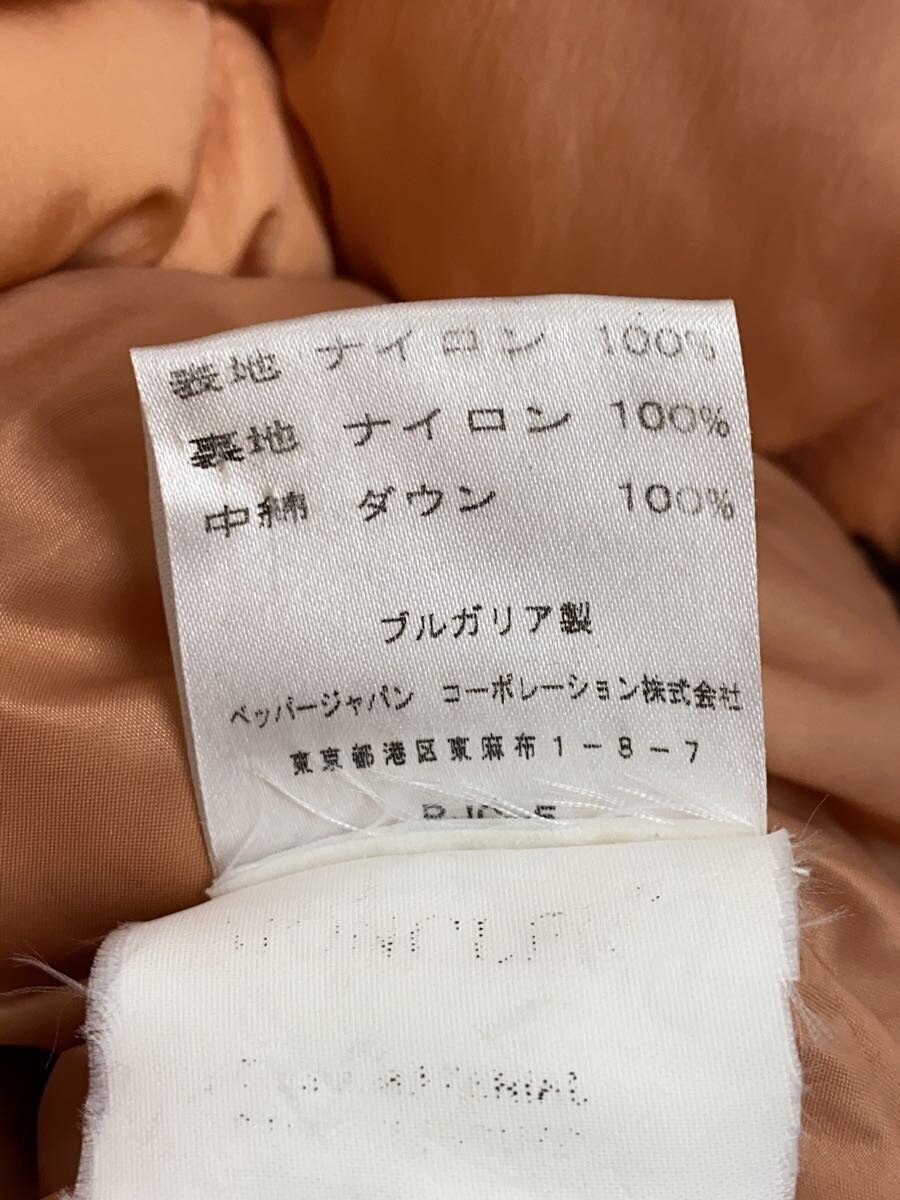 表地 ナイロン 100%
裏地 ナイロン 100%
中綿 ダウン 100%
ブルガリア製
ペッパージャパン コーポレーション株式会社
東京都港区東麻布1-8-7